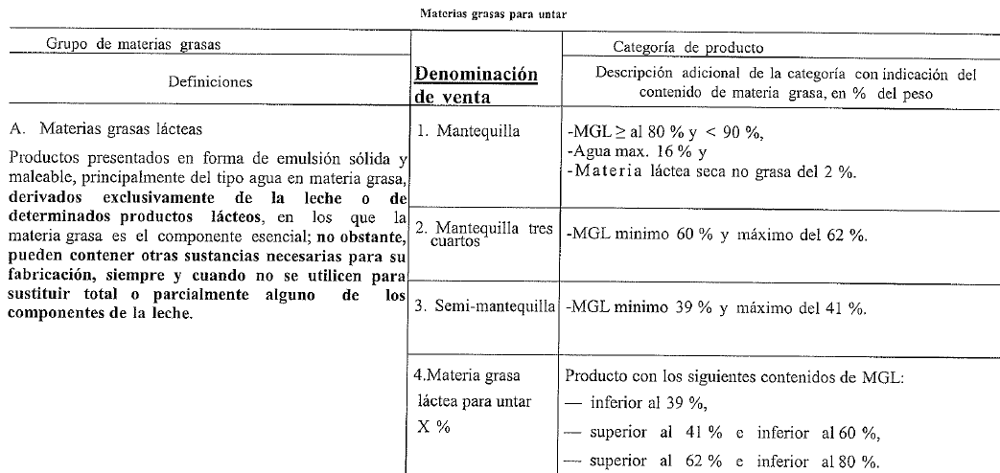 Materias grasas para untar
Grupo de materias grasas
Categoría de producto
Definiciones
Denominación
de venta
Descripción adicional de la categoría con indicación del
contenido de materia grasa, en % del peso
A. Materias grasas lácteas
Productos presentados en forma de emulsión sólida y
maleable, principalmente del tipo agua en materia grasa,
derivados exclusivamente de la leche o de
determinados productos lácteos, en los que la
materia grasa es el componente esencial; no obstante,
pueden contener otras sustancias necesarias para su
fabricación, siempre y cuando no se utilicen para
sustituir total o parcialmente alguno de los
componentes de la leche.
1. Mantequilla
-MGL ≥ al 80 % y < 90 %,
-Agua max. 16 % y
-Materia láctea seca no grasa del 2 %.
2. Mantequilla tres
cuartos
-MGL minimo 60 % y máximo del 62 %.
3. Semi-mantequilla
-MGL minimo 39 % y máximo del 41 %.
4.Materia grasa
láctea para untar
X %
Producto con los siguientes contenidos de MGL:
— inferior al 39 %,
— superior al 41 % e inferior al 60 %,
— superior al 62 % e inferior al 80 %.